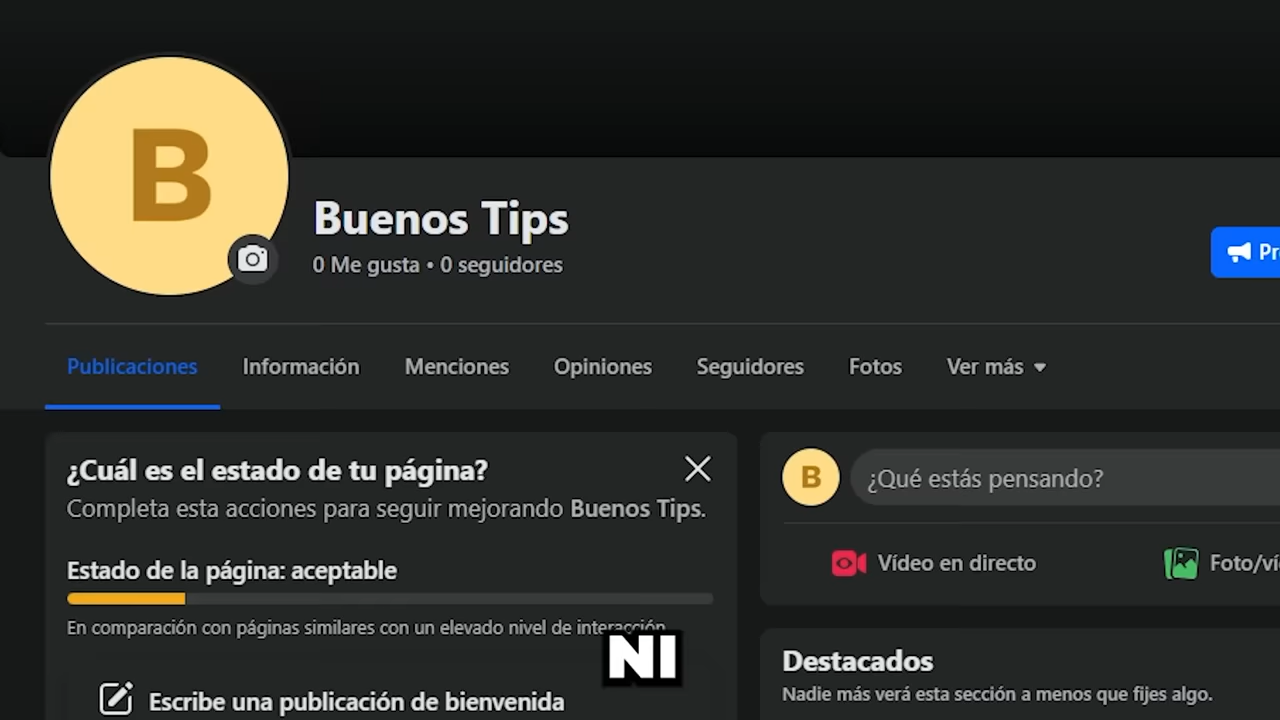 B
Buenos Tips
0 Me gusta • 0 seguidores
Publicaciones
Información
Menciones
Opiniones
Seguidores
Fotos
Ver más
¿Cuál es el estado de tu página?
Completa esta acciones para seguir mejorando Buenos Tips.
Estado de la página: aceptable
En comparación con páginas similares con un elevado nivel de interacción.
NI
Escribe una publicación de bienvenida
B
¿Qué estás pensando?
Vídeo en directo
Destacados
Nadie más verá esta sección a menos que fijes algo.